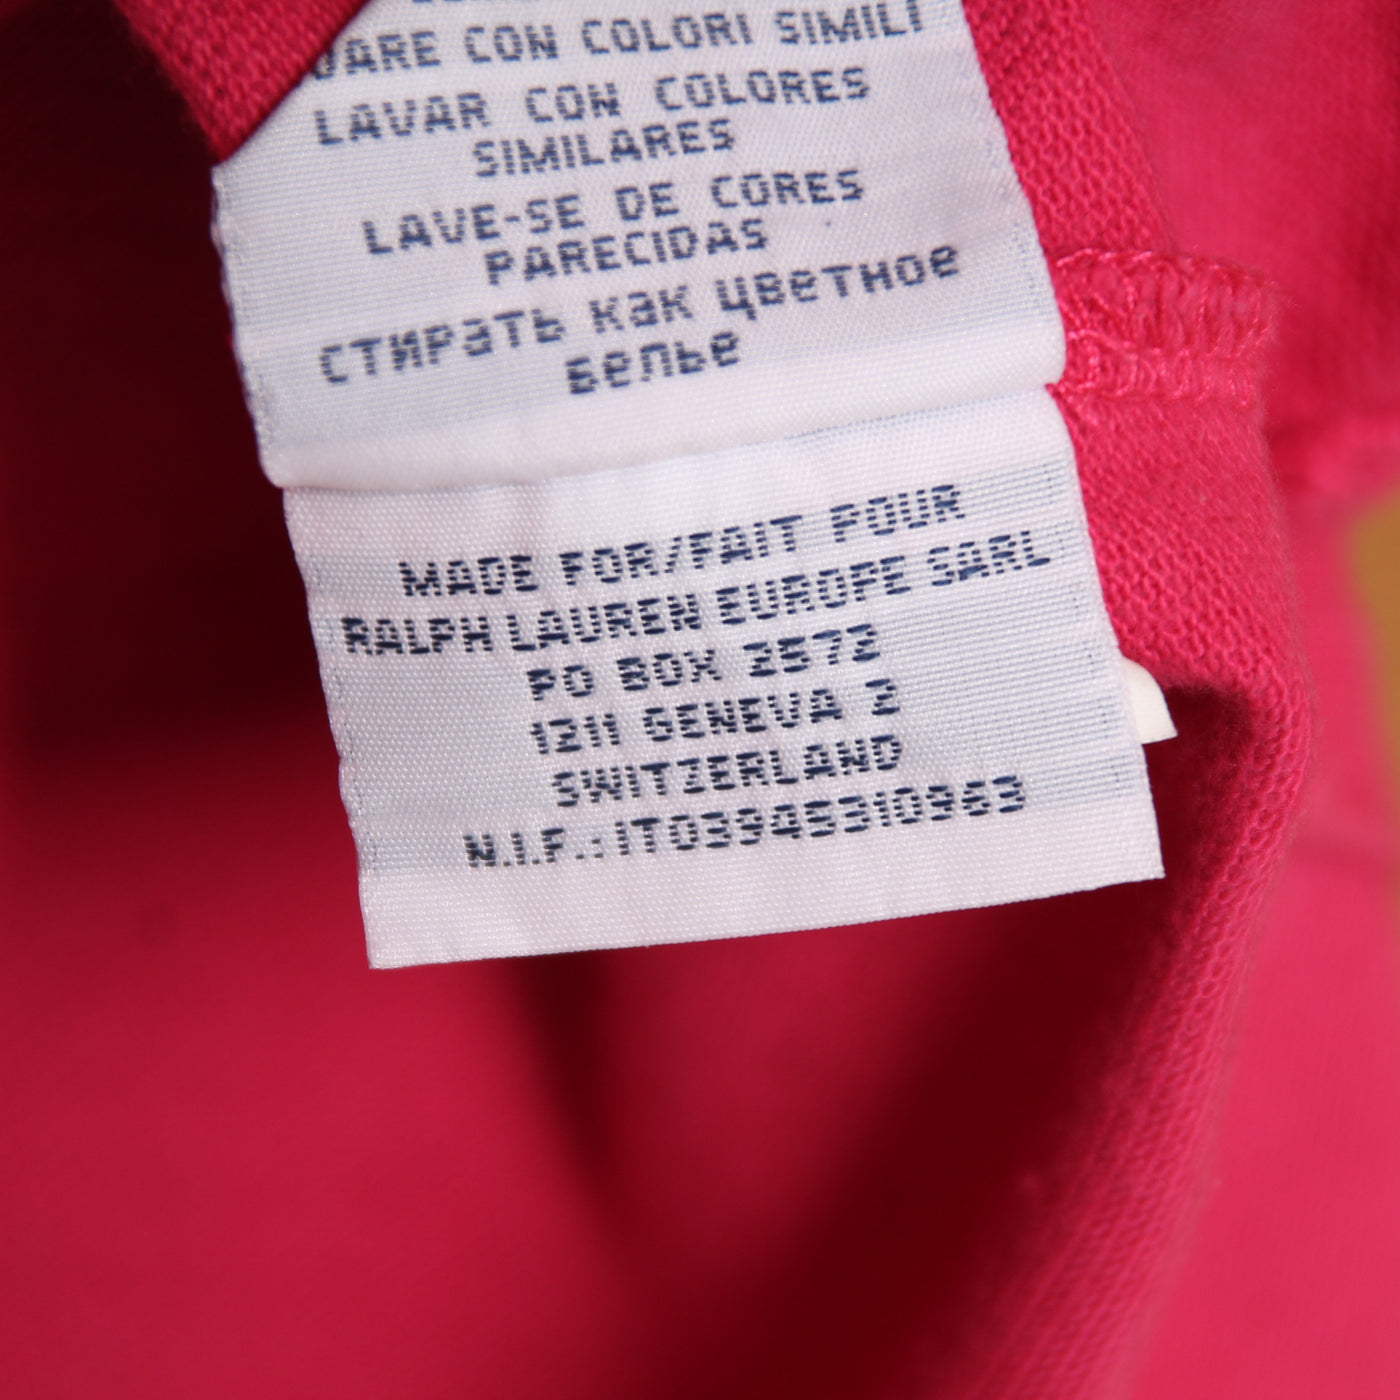 CON COLORI SIMILI
LAVAR CON COLORES
SIMILARES
LAVE-SE DE CORES
PARECIDAS
СТИРАТЬ КАК ЦВЕТНОЕ
БЕЛЬЕ
MADE FOR/FAIT POUR
RALPH LAUREN EUROPE SARL
PO BOX 2572
1211 GENEVA 2
SWITZERLAND
N.I.F.:IT03945310963